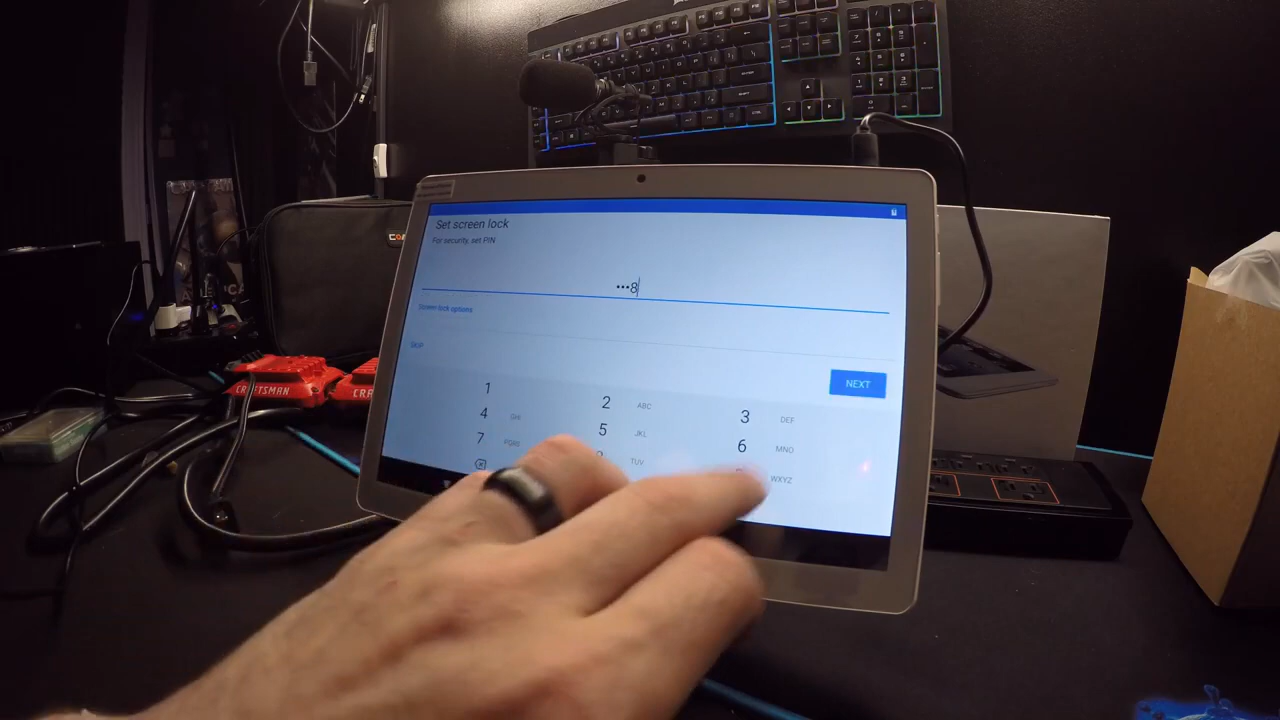 Set screen lock
For security, set PIN
•••8
Screen lock options
SKIP
NEXT
1
2 ABC
3 DEF
4 GHI
5 JKL
6 MNO
7 PQRS
TUV
WXYZ
CRAFTSMAN
CRA